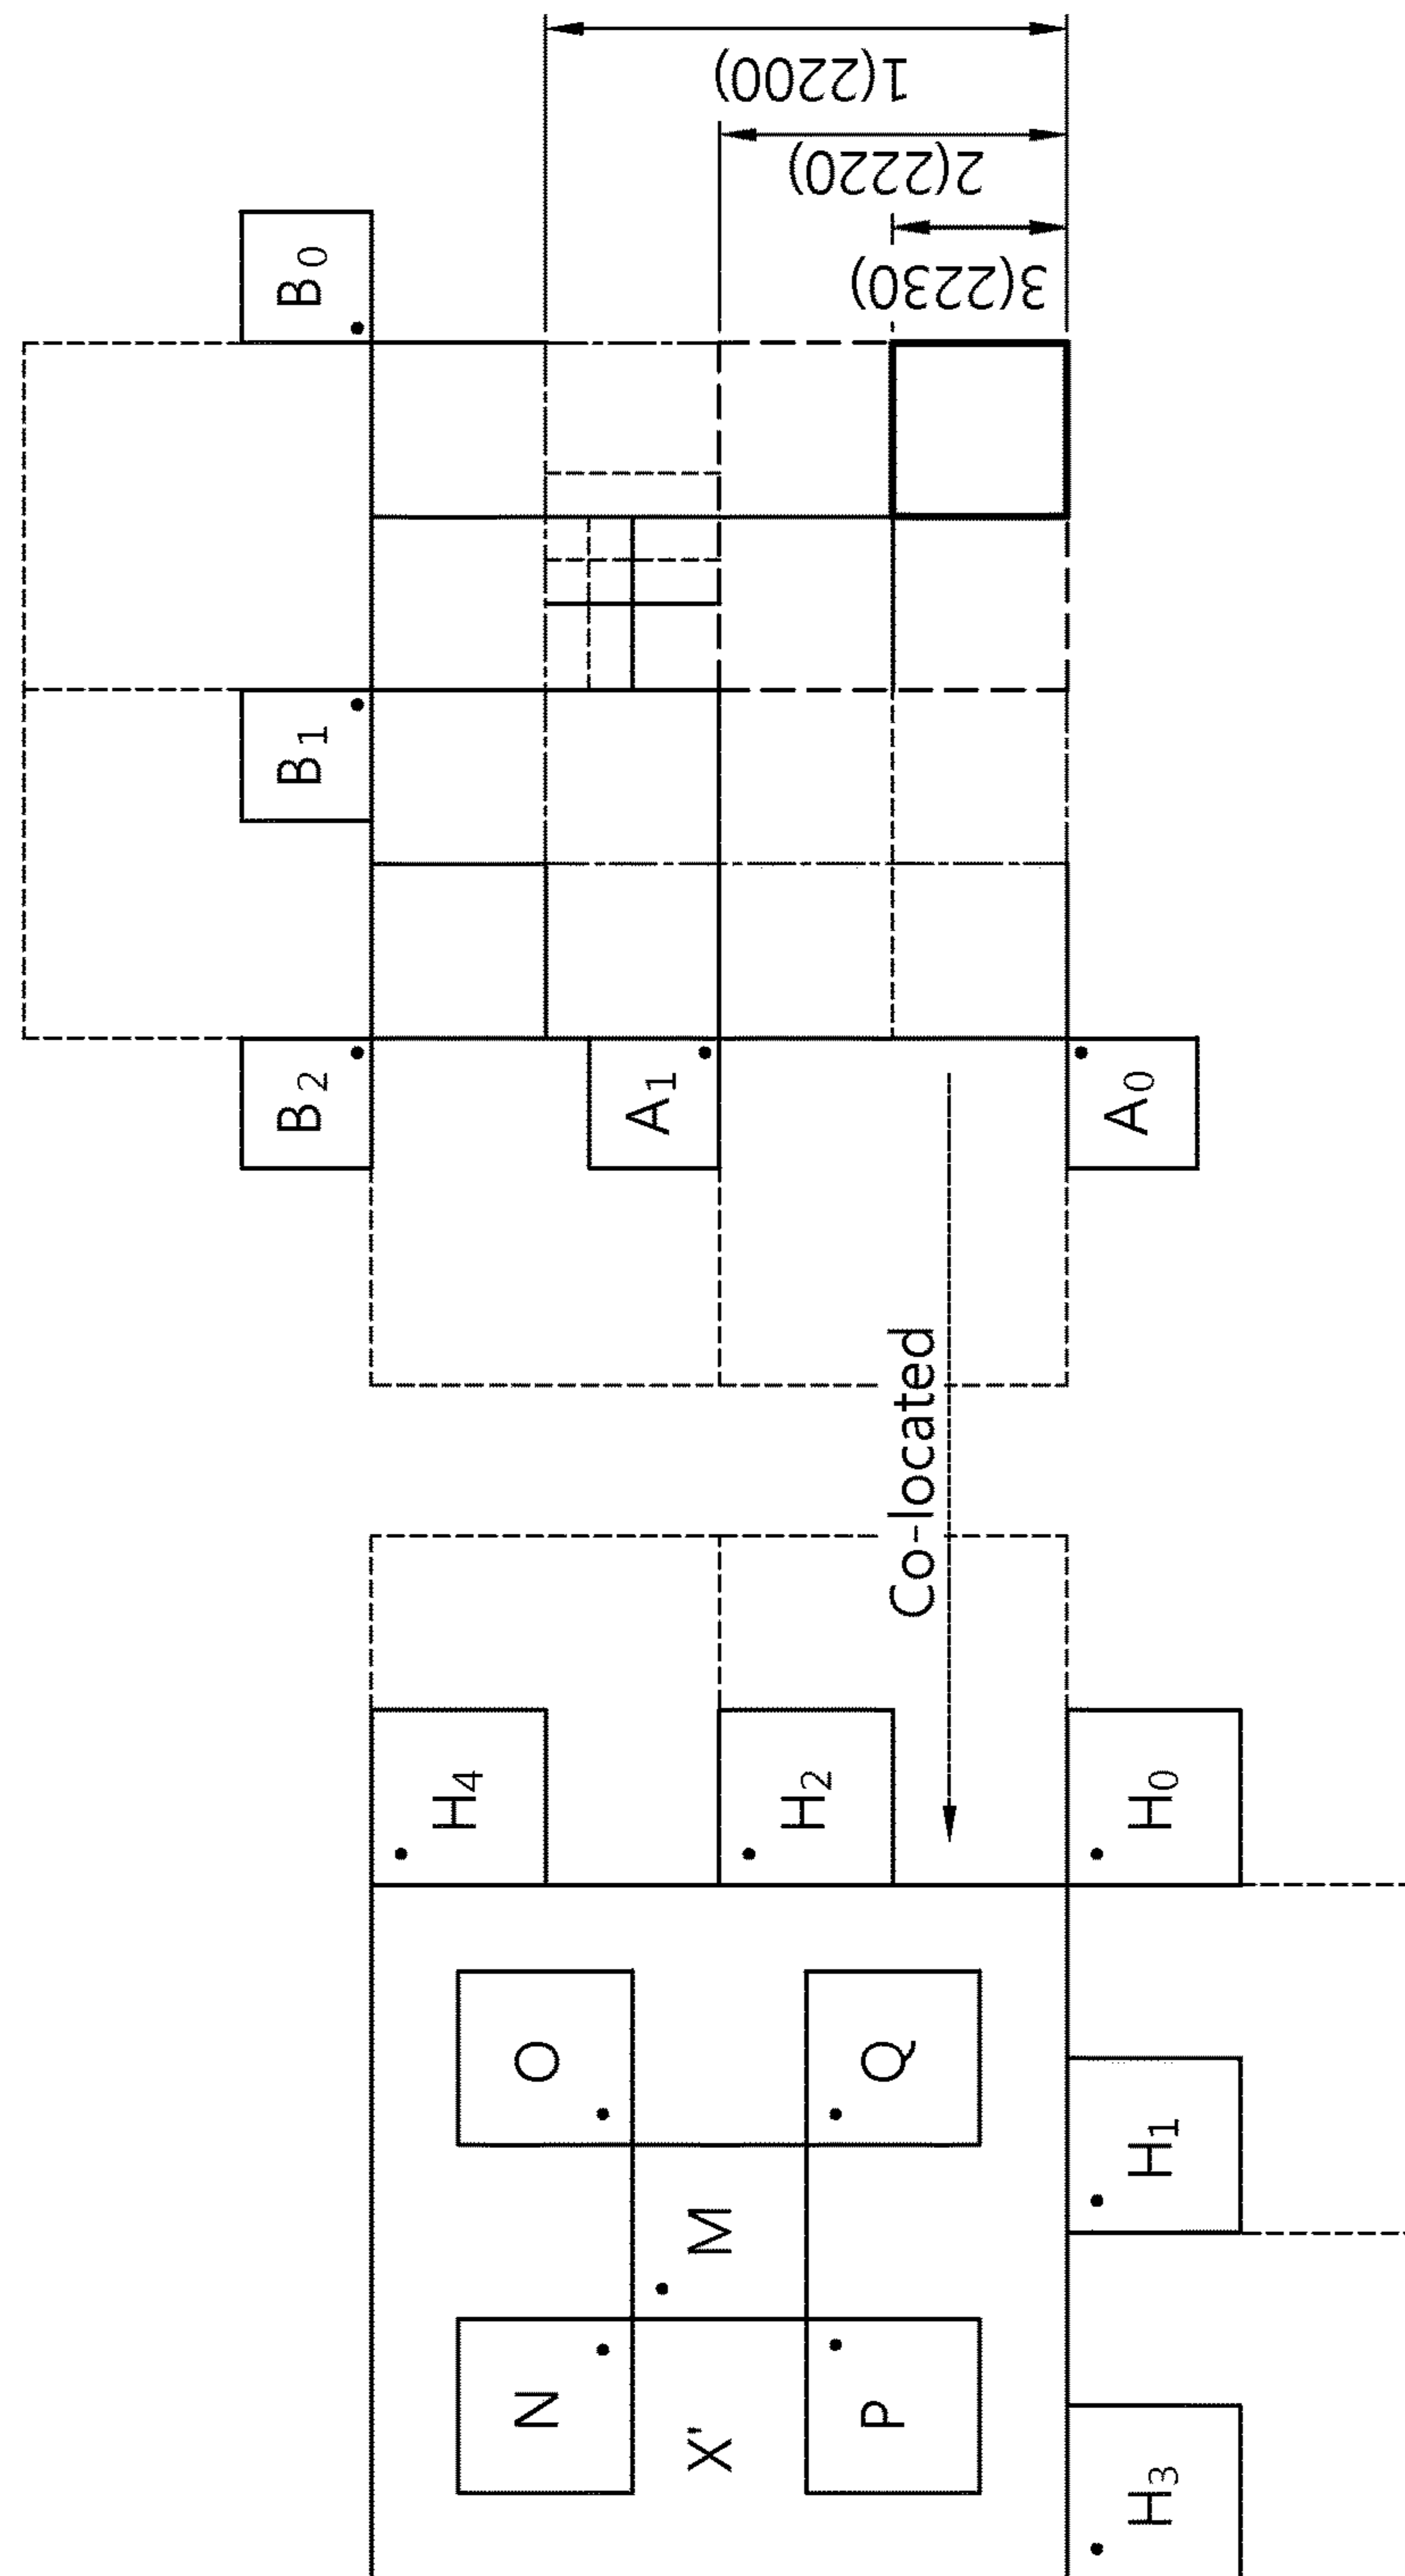 1(2200)
2(2220)
3(2230)
B0
B1
B2
A1
A0
Co-located
H4
H2
H0
O
Q
M
H1
N
X'
P
H3